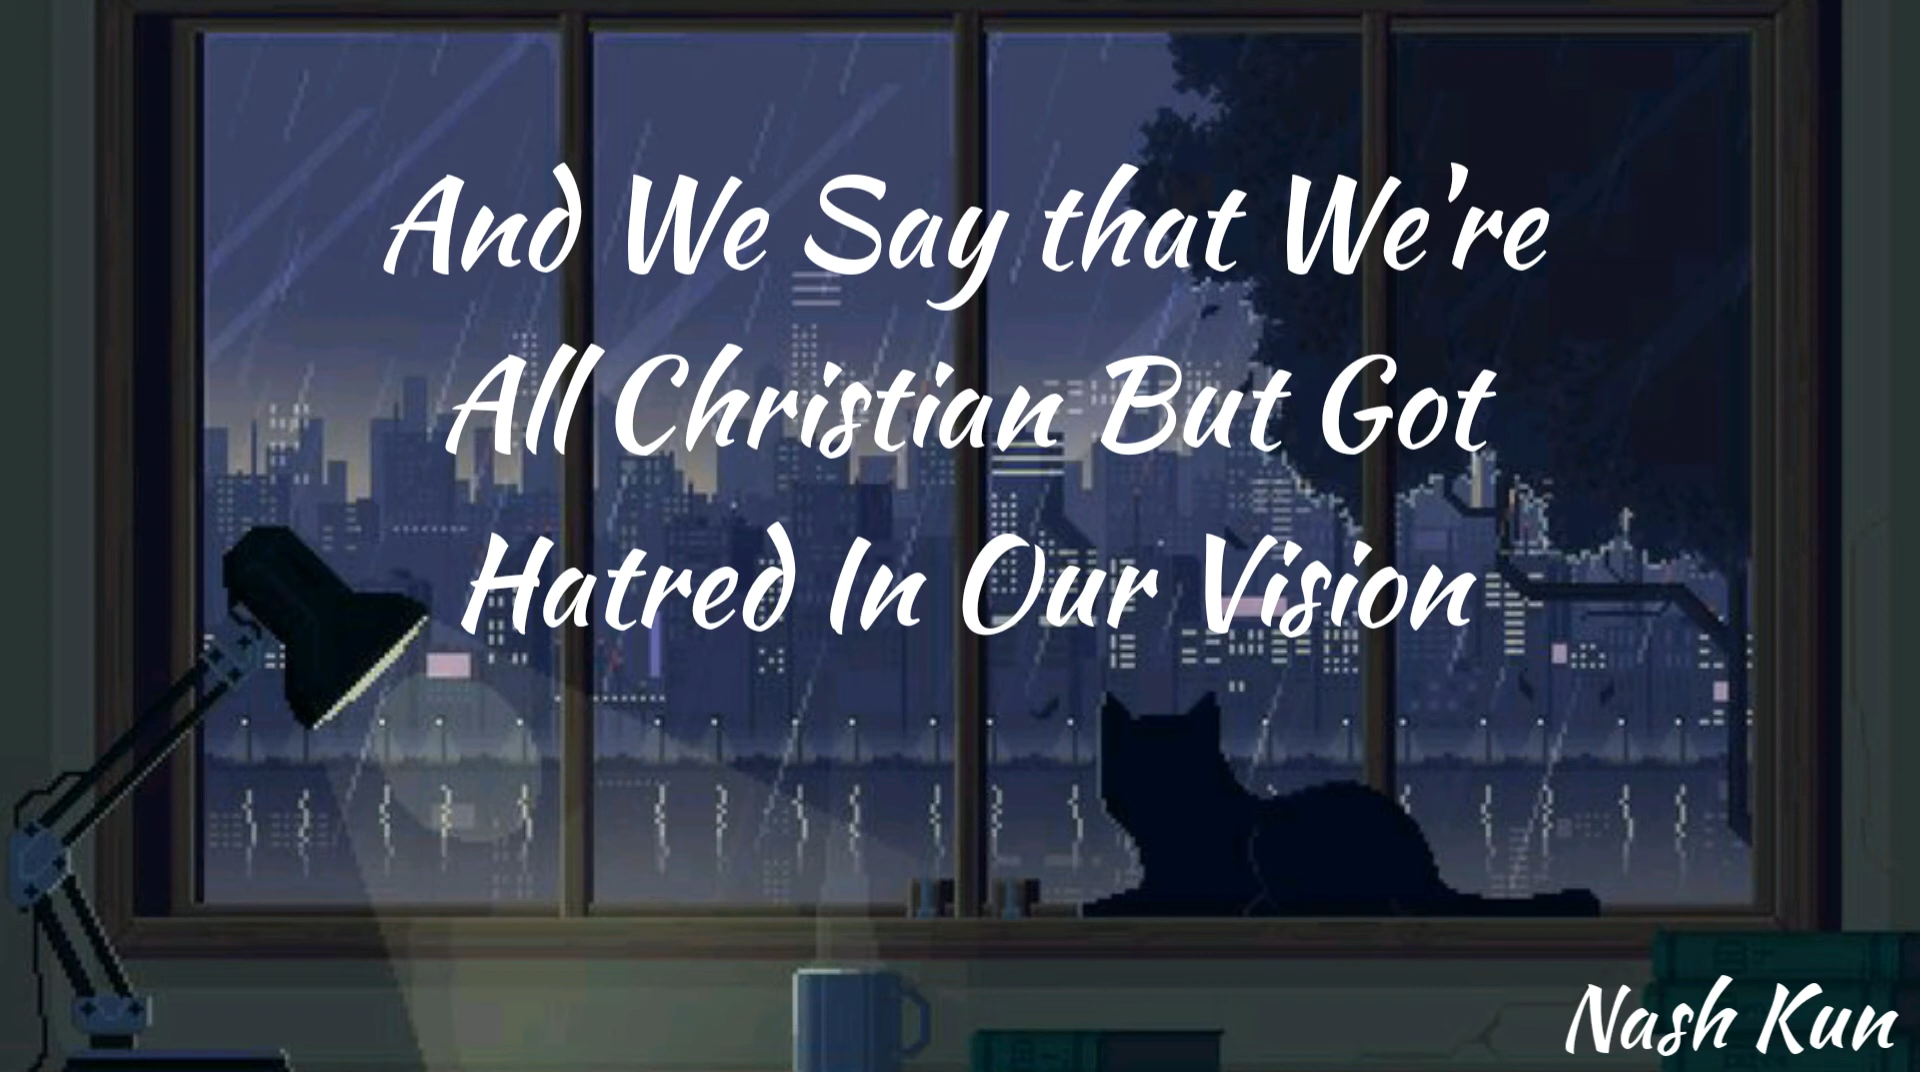 And We Say that We're
All Christian But Got
Hatred In Our Vision
Nash Kun